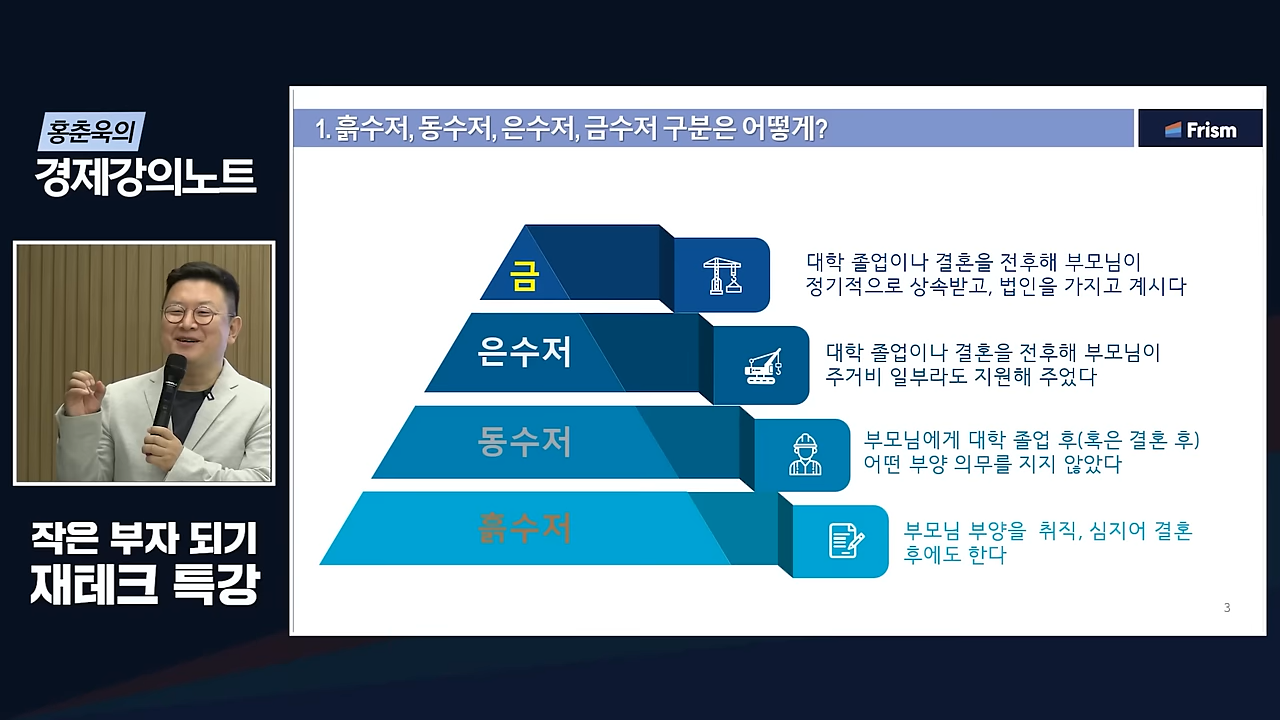 홍춘욱의
경제강의노트
작은 부자 되기
재테크 특강
1. 흙수저, 동수저, 은수저, 금수저 구분은 어떻게?
Frism
금
대학 졸업이나 결혼을 전후해 부모님이
정기적으로 상속받고, 법인을 가지고 계시다
은수저
대학 졸업이나 결혼을 전후해 부모님이
주거비 일부라도 지원해 주었다
동수저
부모님에게 대학 졸업 후(혹은 결혼 후)
어떤 부양 의무를 지지 않았다
흙수저
부모님 부양을 취직, 심지어 결혼
후에도 한다
3